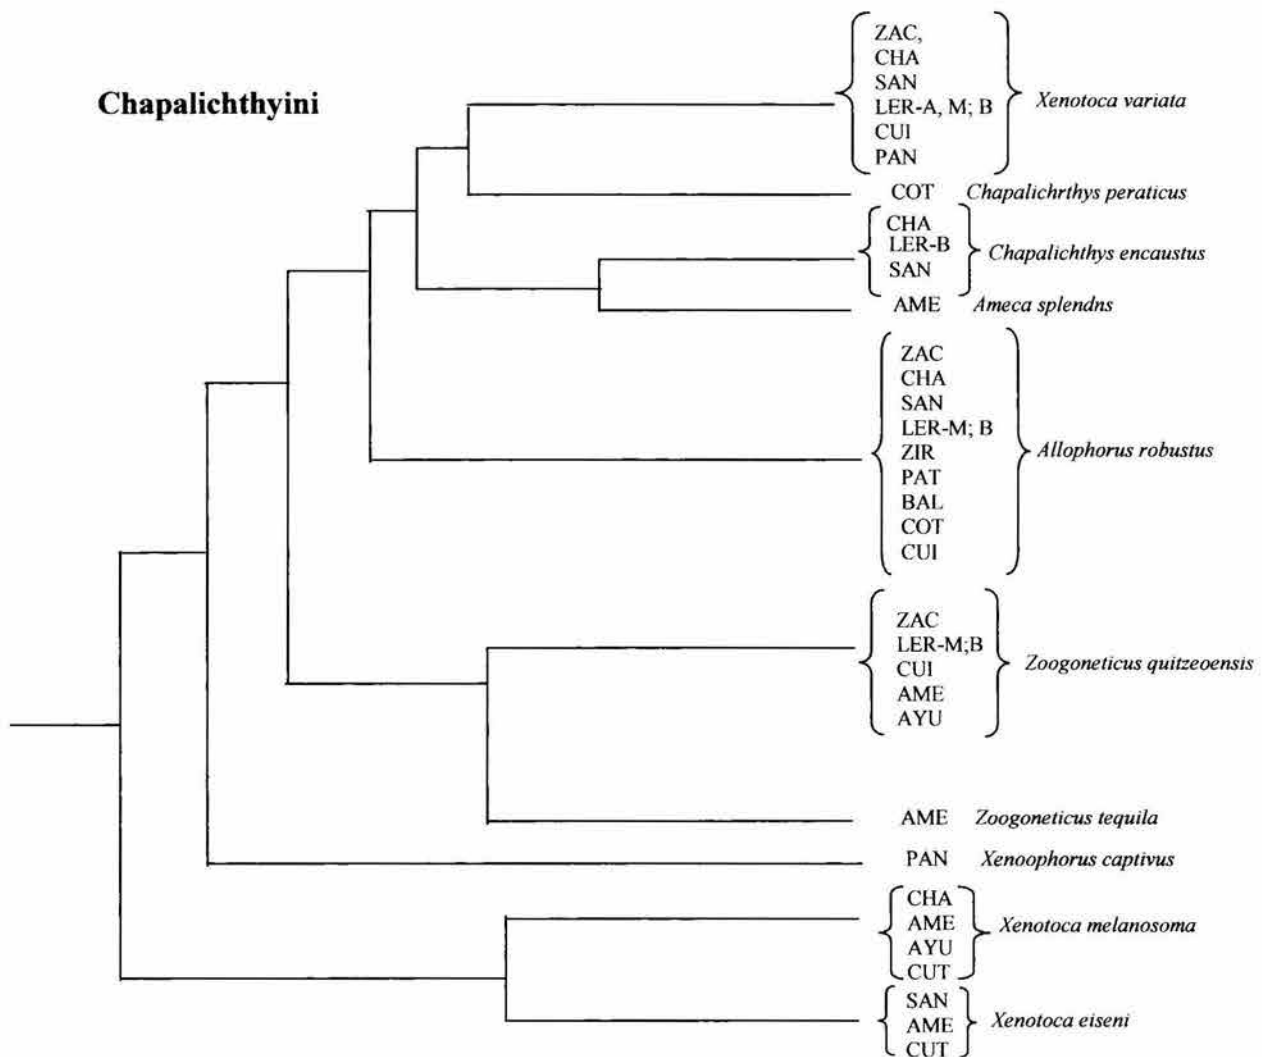 Chapalichthyini
ZAC,
CHA
SAN
LER-A, M; B
CUI
PAN
Xenotoca variata
COT Chapalichrthys peraticus
CHA
LER-B
SAN
Chapalichthys encaustus
AME Ameca splendns
ZAC
CHA
SAN
LER-M; B
ZIR
PAT
BAL
COT
CUI
Allophorus robustus
ZAC
LER-M;B
CUI
AME
AYU
Zoogoneticus quitzeoensis
AME Zoogoneticus tequila
PAN Xenoophorus captivus
CHA
AME
AYU
CUT
Xenotoca melanosoma
SAN
AME
CUT
Xenotoca eiseni